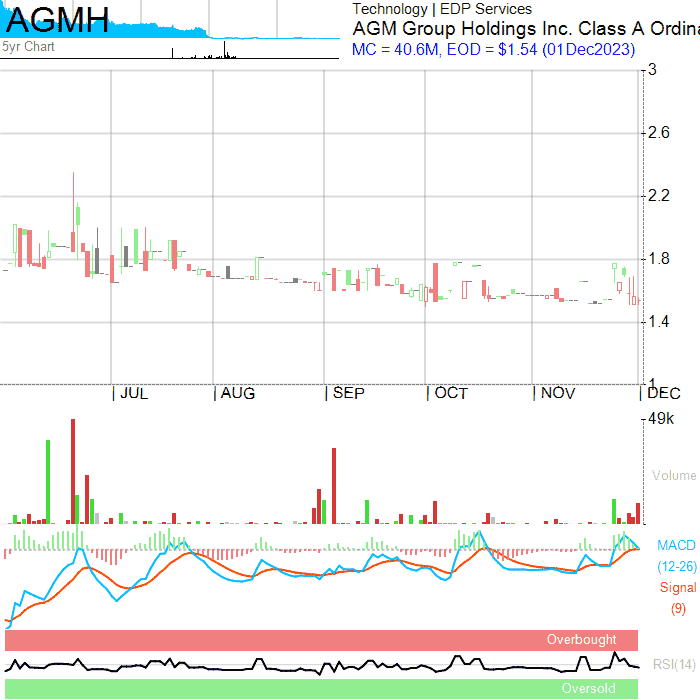 AGMH
Technology | EDP Services
AGM Group Holdings Inc. Class A Ordina
5yr Chart
MC = 40.6M, EOD = $1.54 (01Dec2023)
3
2.6
2.2
1.8
1.4
1
| JUL | AUG | SEP | OCT | NOV | DEC
49k
Volume
MACD
(12-26)
Signal
(9)
Overbought
RSI(14)
Oversold